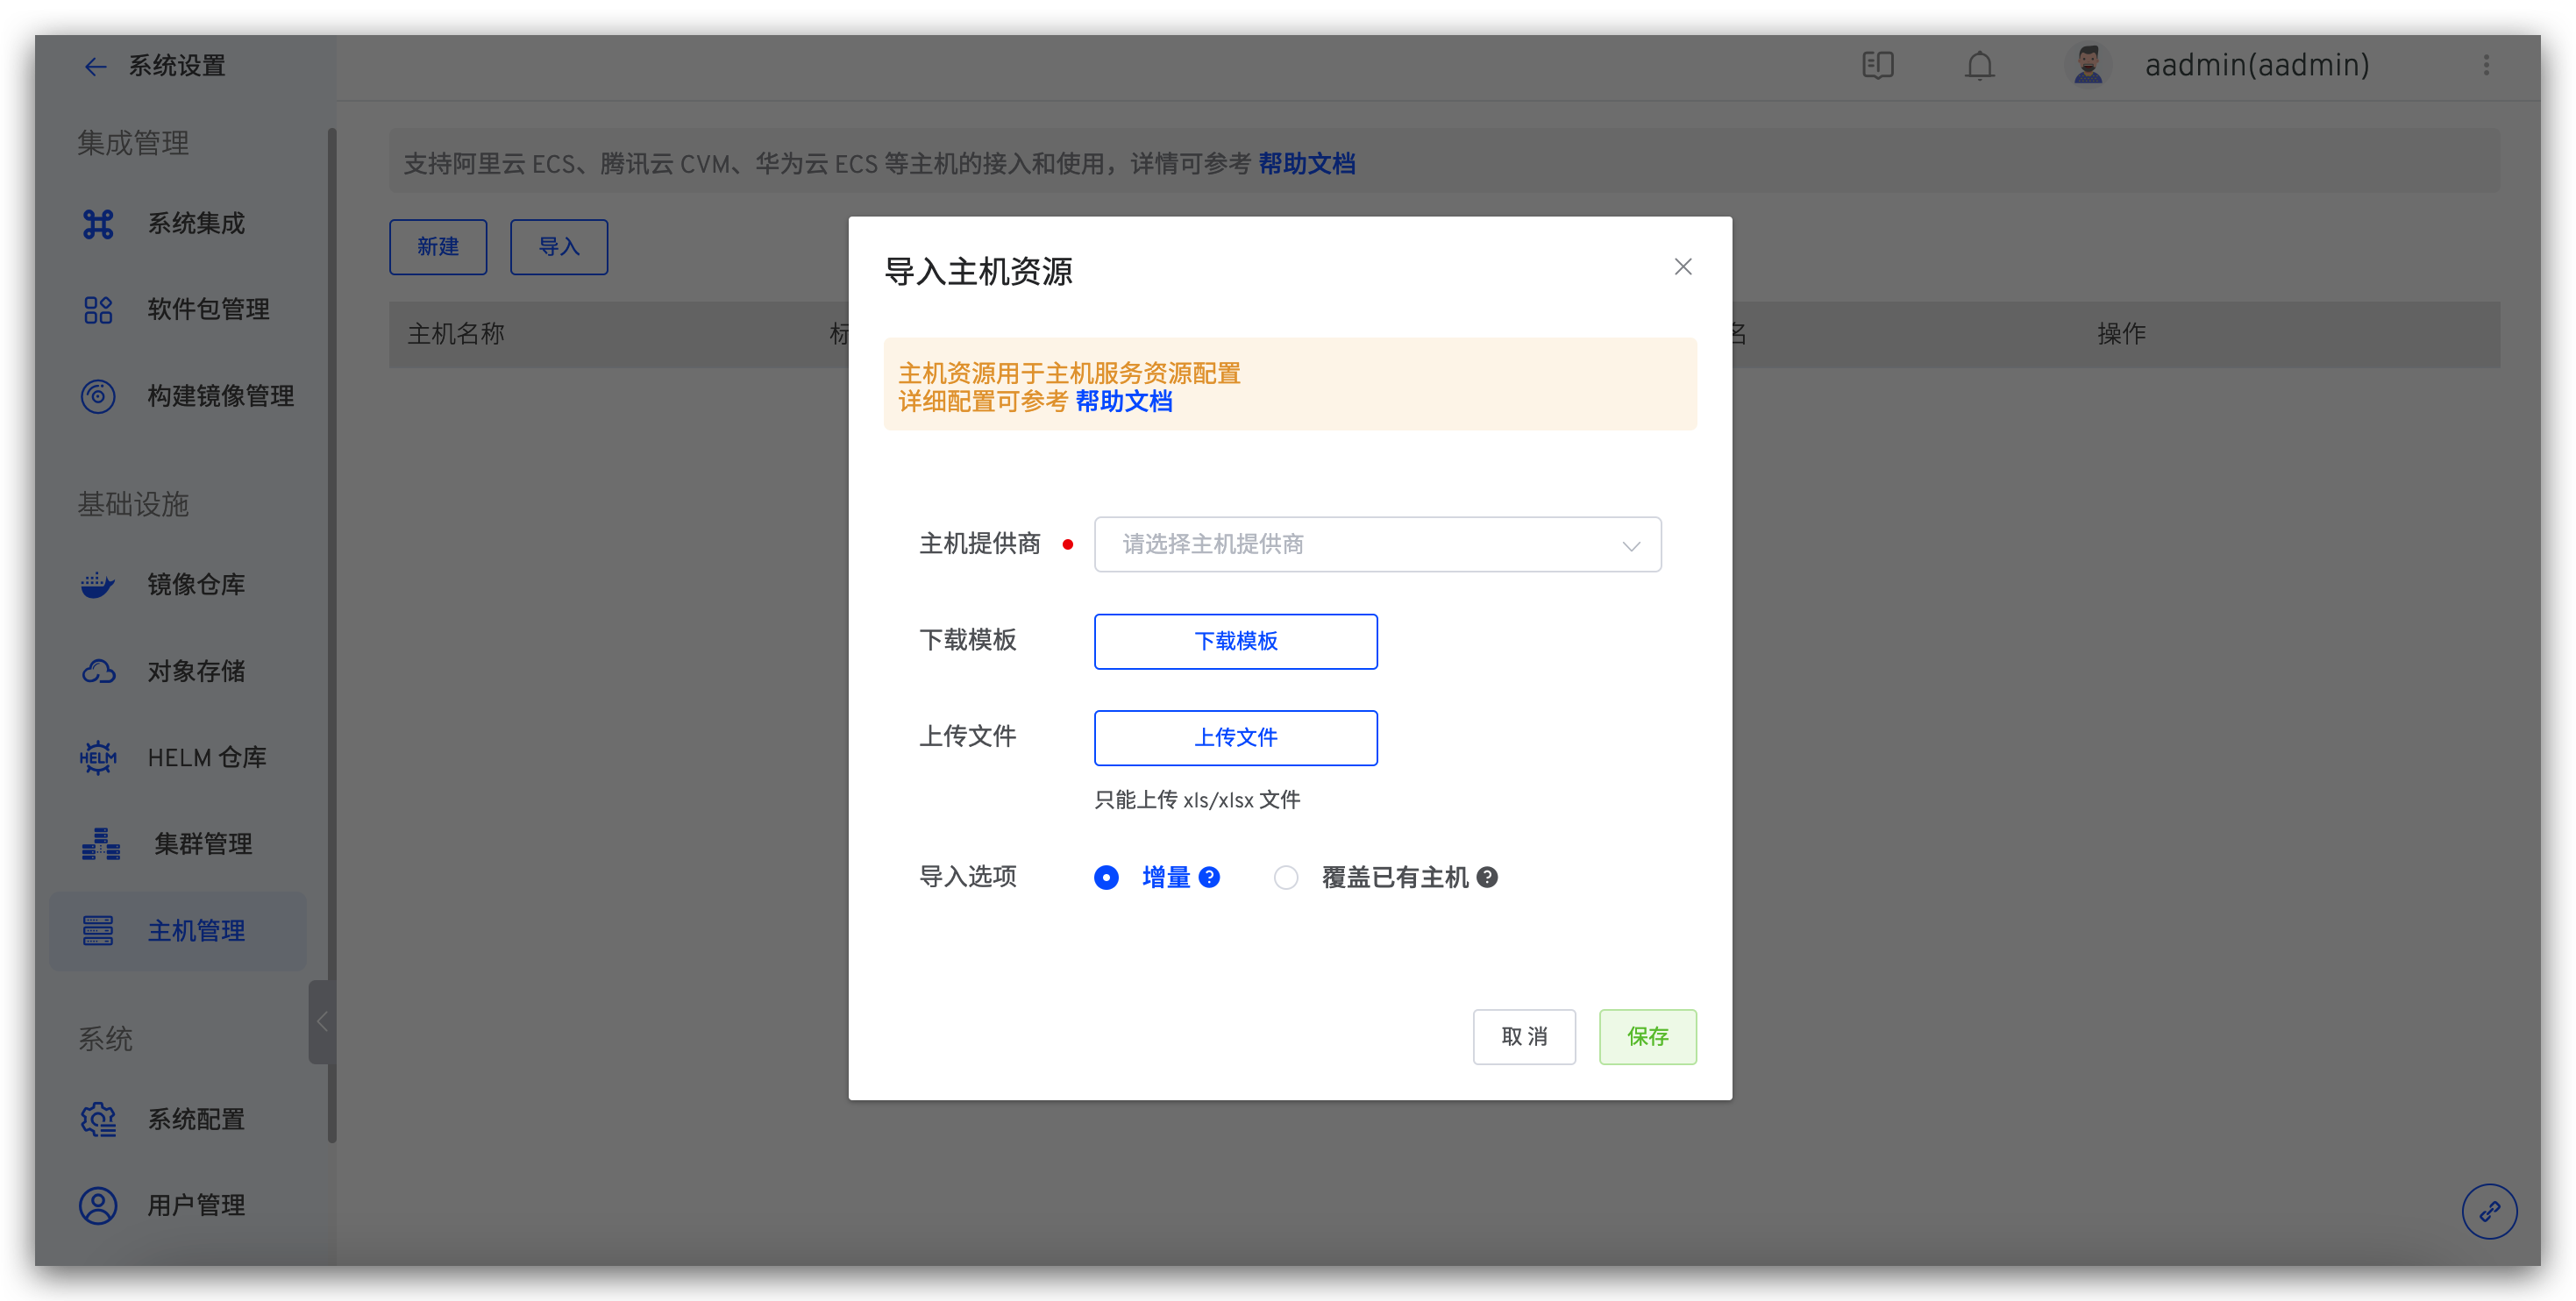 系统设置
aadmin(aadmin)
集成管理
系统集成
软件包管理
构建镜像管理
基础设施
镜像仓库
对象存储
HELM
HELM 仓库
集群管理
主机管理
系统
系统配置
用户管理
支持阿里云 ECS、腾讯云 CVM、华为云 ECS 等主机的接入和使用，详情可参考 帮助文档
新建 导入
主机名称 标 名 操作
导入主机资源
主机资源用于主机服务资源配置
详细配置可参考 帮助文档
主机提供商 请选择主机提供商
下载模板 下载模板
上传文件 上传文件
只能上传 xls/xlsx 文件
导入选项 增量 ? 覆盖已有主机 ?
取 消 保存